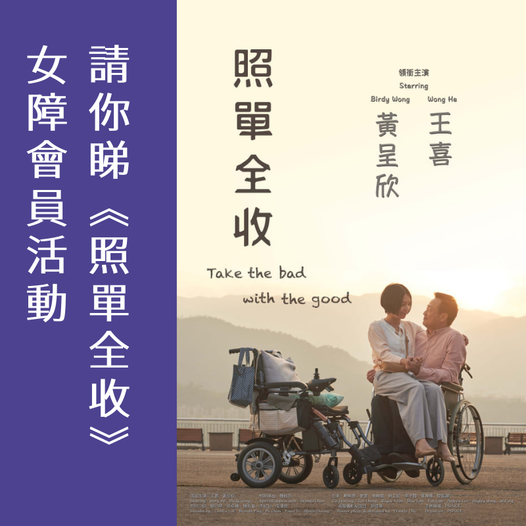 請你睇《照單全收》
女障會員活動
照單全收
領銜主演
Starring
Birdy Wong
Wong He
黃呈欣
王喜
Take the bad
with the good